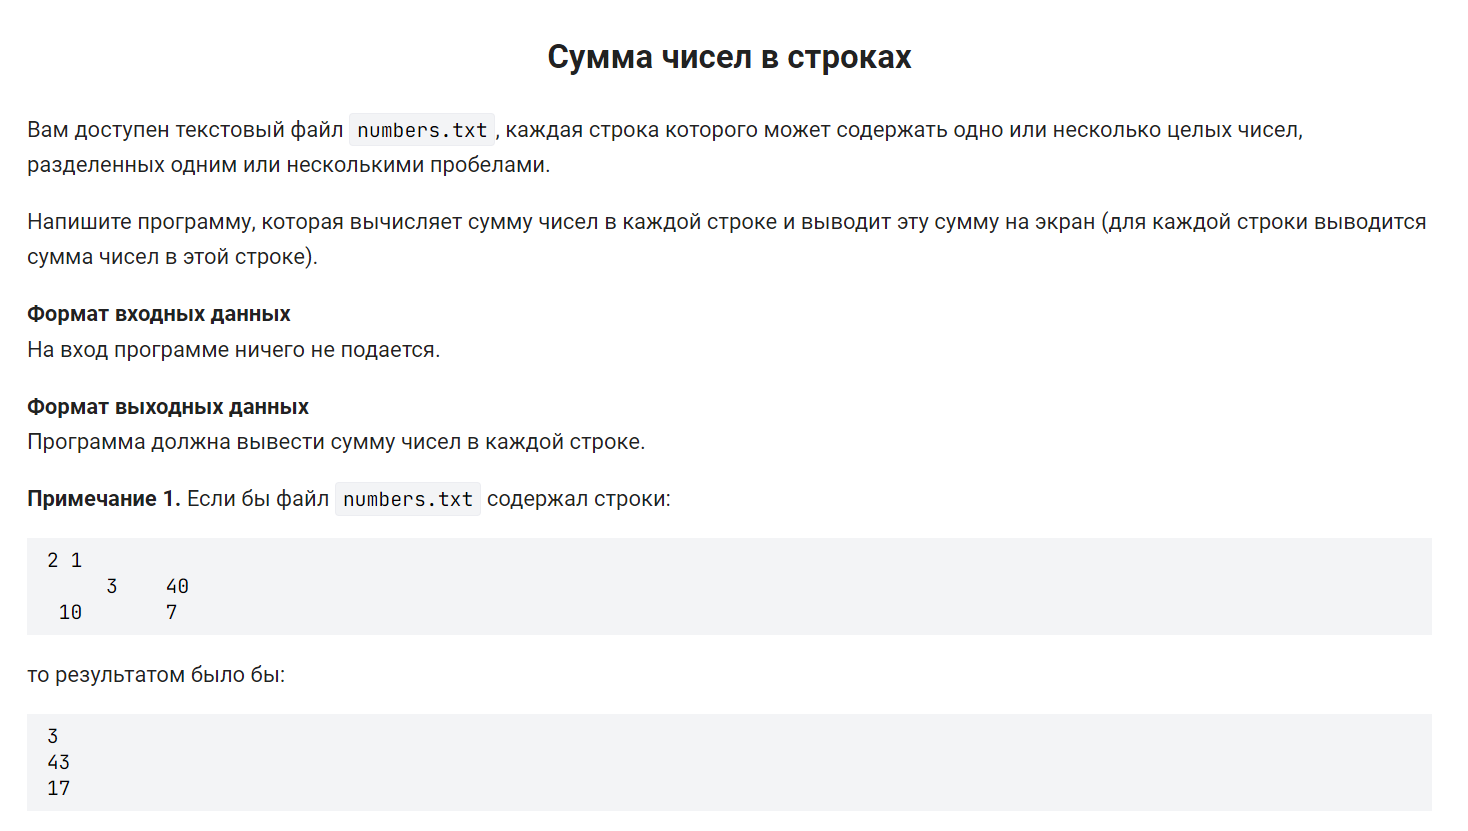 Сумма чисел в строках
Вам доступен текстовый файл numbers.txt, каждая строка которого может содержать одно или несколько целых чисел,
разделенных одним или несколькими пробелами.
Напишите программу, которая вычисляет сумму чисел в каждой строке и выводит эту сумму на экран (для каждой строки выводится
сумма чисел в этой строке).
Формат входных данных
На вход программе ничего не подается.
Формат выходных данных
Программа должна вывести сумму чисел в каждой строке.
Примечание 1. Если бы файл numbers.txt содержал строки:
2 1
     3    40
 10       7
то результатом было бы:
3
43
17